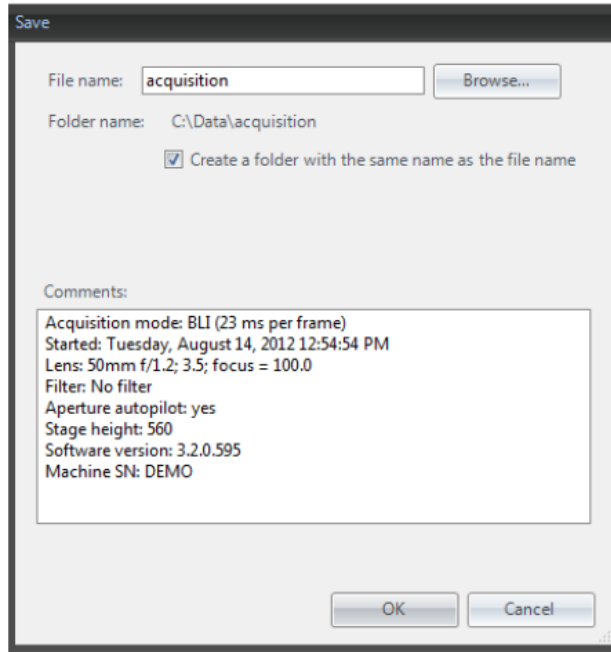 Save
File name: acquisition Browse...
Folder name: C:\Data\acquisition
Create a folder with the same name as the file name
Comments:
Acquisition mode: BLI (23 ms per frame)
Started: Tuesday, August 14, 2012 12:54:54 PM
Lens: 50mm f/1.2; 3.5; focus = 100.0
Filter: No filter
Aperture autopilot: yes
Stage height: 560
Software version: 3.2.0.595
Machine SN: DEMO
OK Cancel